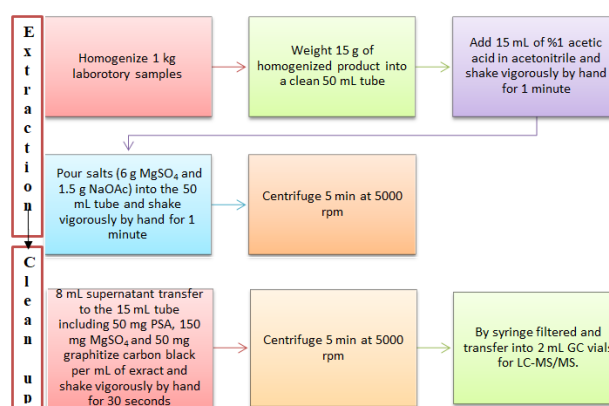 Extraction
Homogenize 1 kg
laborotory samples
Weight 15 g of
homogenized product into
a clean 50 mL tube
Add 15 mL of %1 acetic
acid in acetonitrile and
shake vigorously by hand
for 1 minute
Pour salts (6 g MgSO₄ and
1.5 g NaOAc) into the 50
mL tube and shake
vigorously by hand for 1
minute
Centrifuge 5 min at 5000
rpm
Clean up
8 mL supernatant transfer
to the 15 mL tube
including 50 mg PSA, 150
mg MgSO₄ and 50 mg
graphitize carbon black
per mL of exract and
shake vigorously by hand
for 30 seconds
Centrifuge 5 min at 5000
rpm
By syringe filtered and
transfer into 2 mL GC vials
for LC-MS/MS.